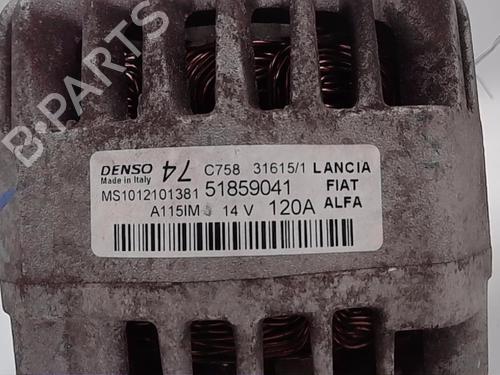 B-PARTS
DENSO 74 C758 31615/1 LANCIA
Made in Italy
MS1012101381 51859041 FIAT
A115IM 14 V 120A ALFA